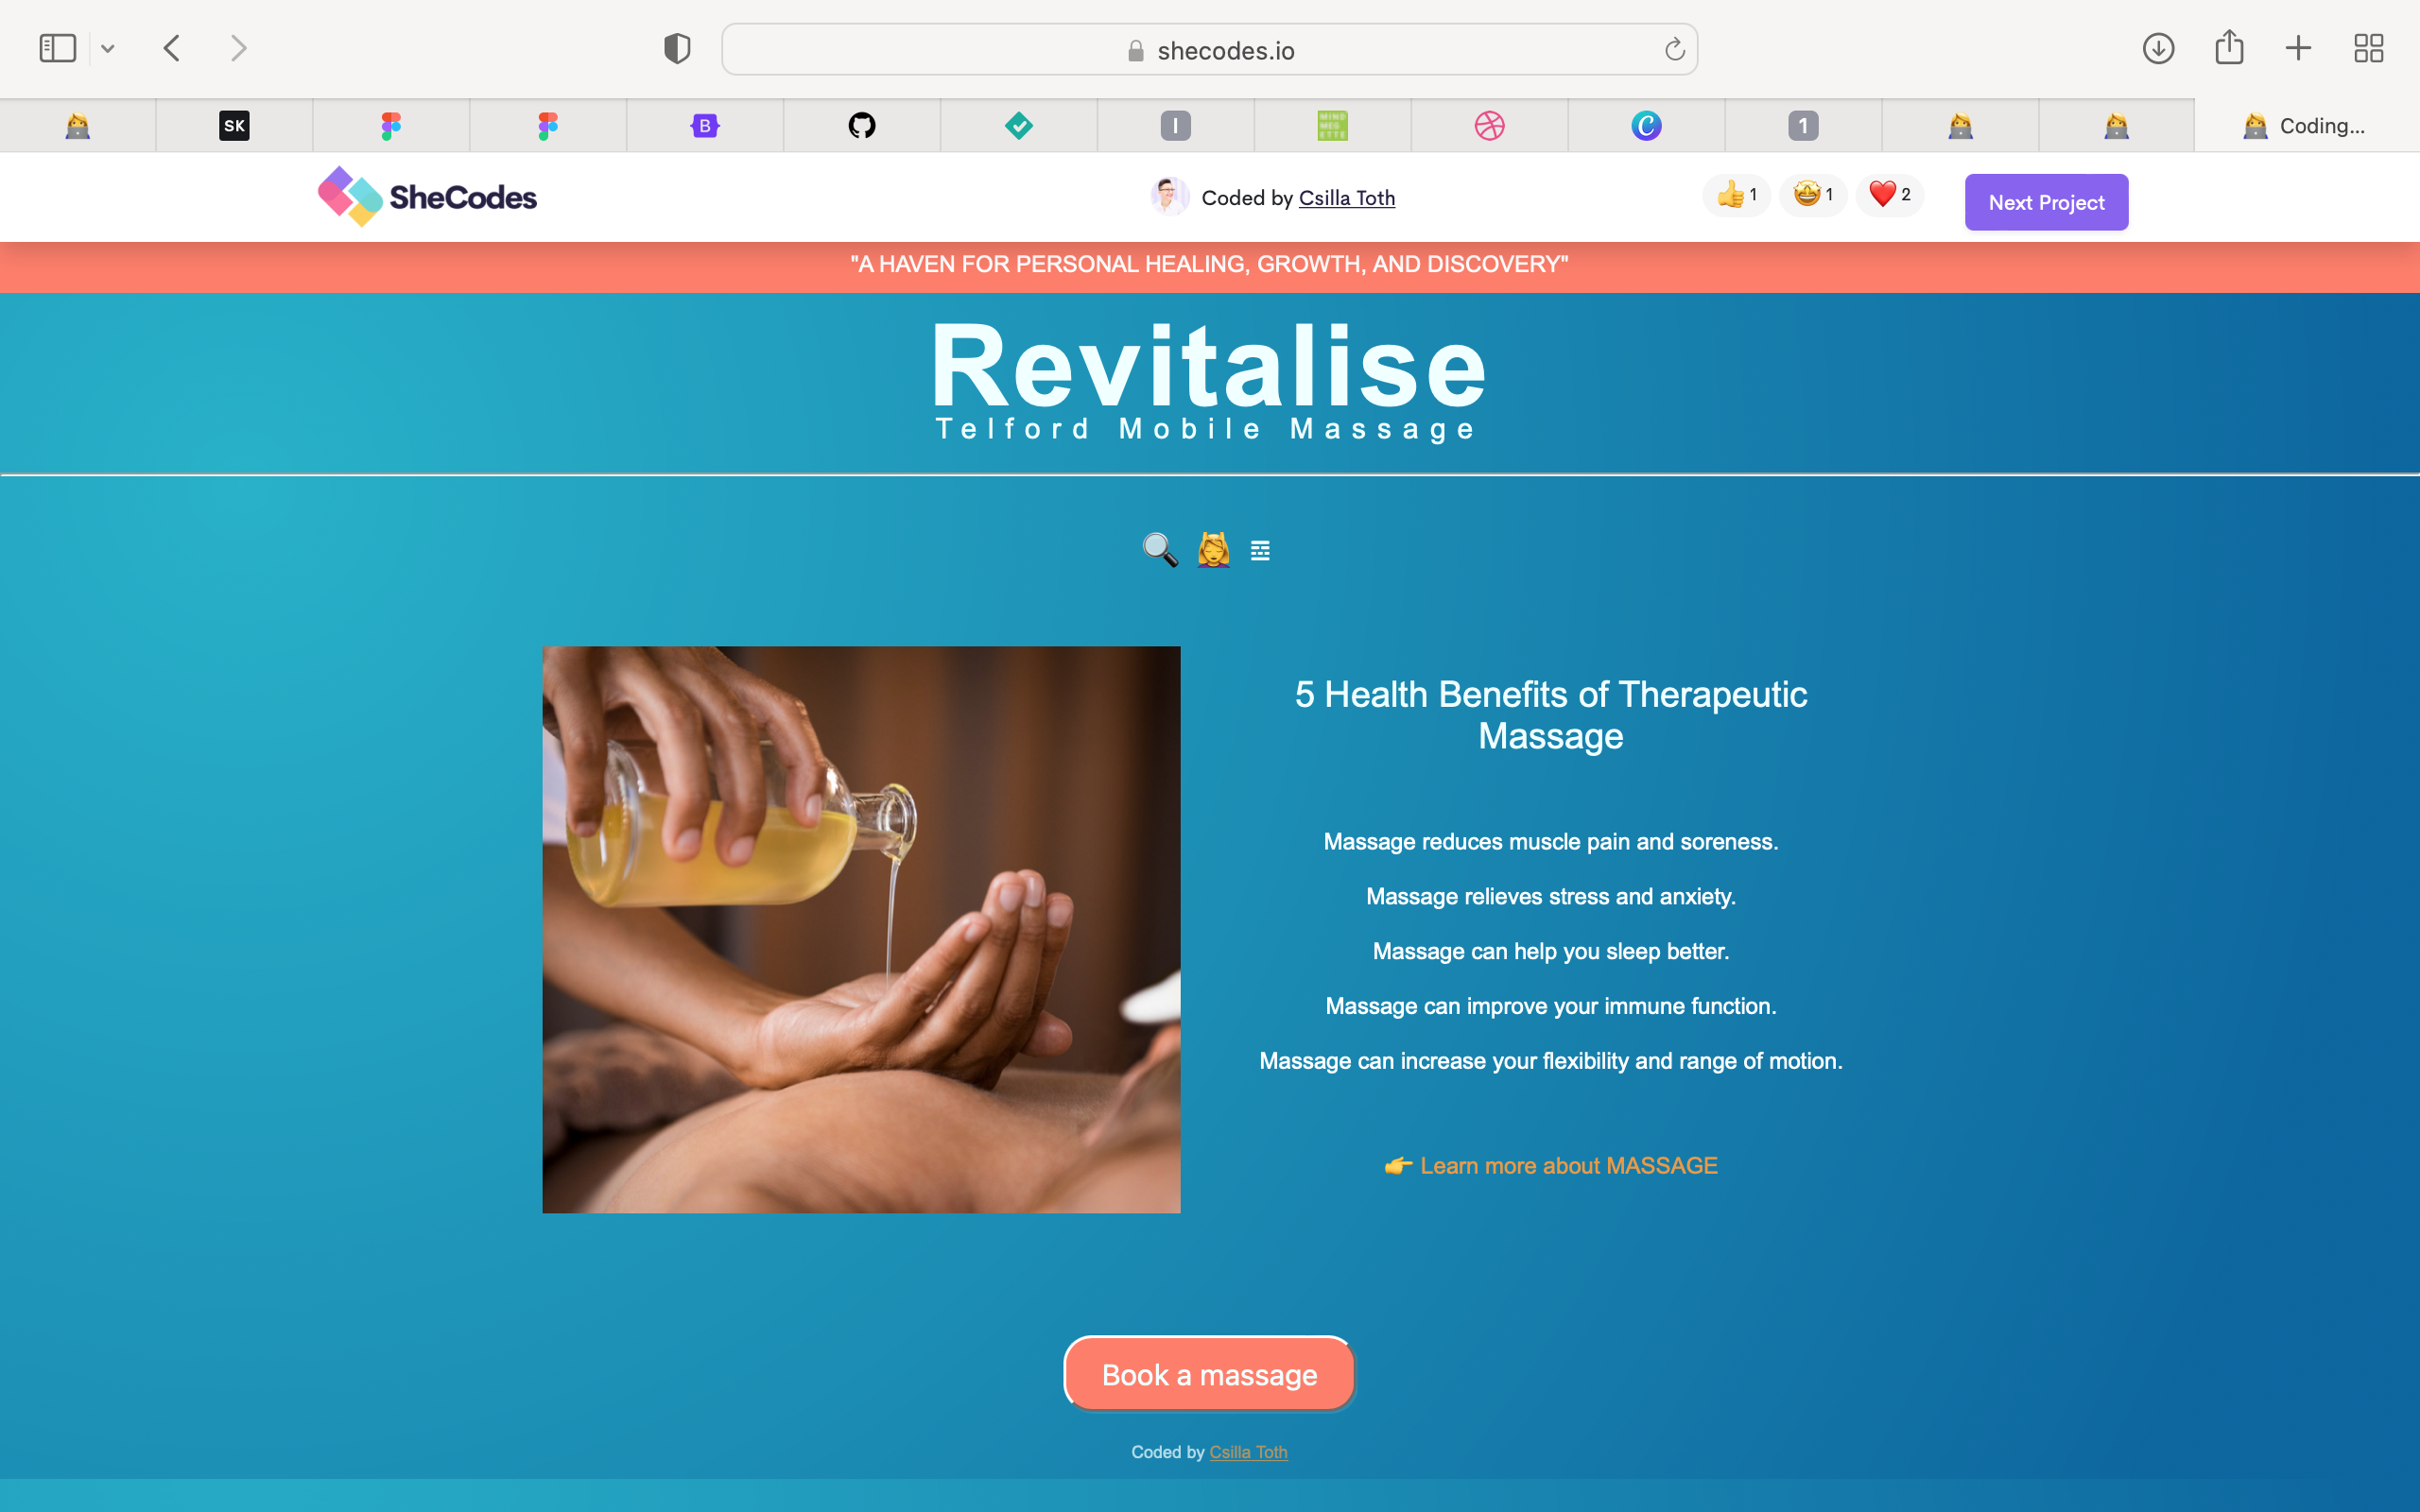 shecodes.io
SK
B
I
MIND
MEG
ETTE
C
1
Coding...
SheCodes
Coded by Csilla Toth
👍 1
🤩 1
❤️ 2
Next Project
"A HAVEN FOR PERSONAL HEALING, GROWTH, AND DISCOVERY"
Revitalise
Telford Mobile Massage
5 Health Benefits of Therapeutic
Massage
Massage reduces muscle pain and soreness.
Massage relieves stress and anxiety.
Massage can help you sleep better.
Massage can improve your immune function.
Massage can increase your flexibility and range of motion.
👉 Learn more about MASSAGE
Book a massage
Coded by Csilla Toth